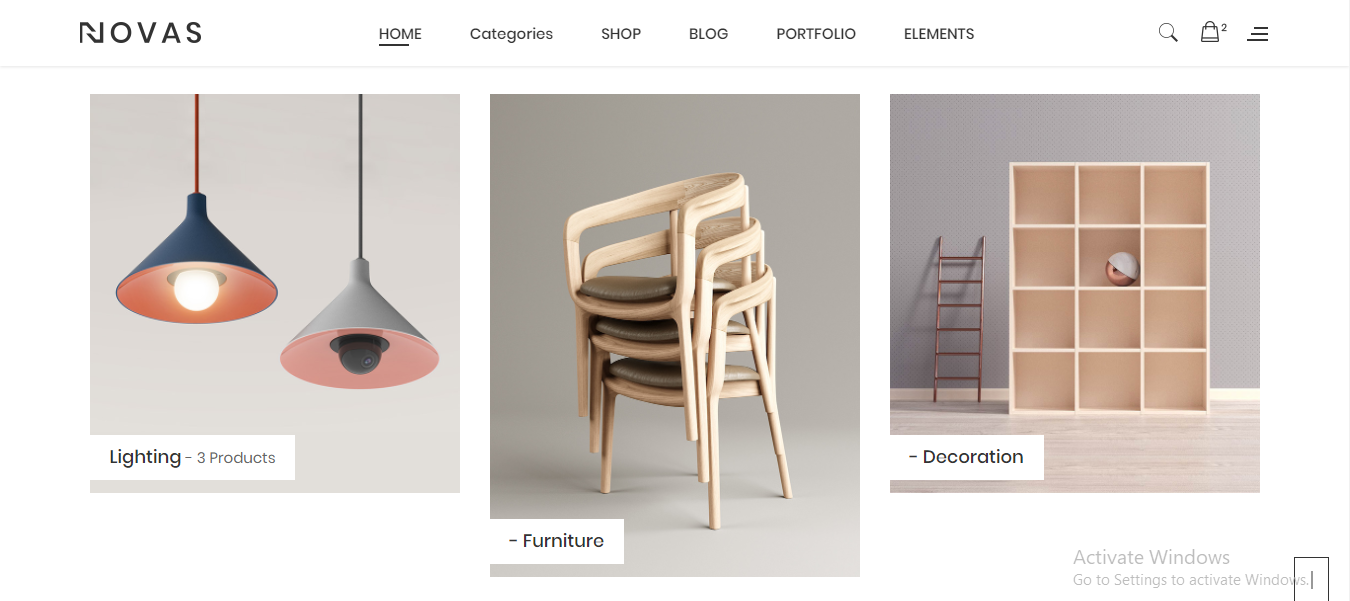 NOVAS
HOME Categories SHOP BLOG PORTFOLIO ELEMENTS
2
Lighting - 3 Products
- Furniture
- Decoration
Activate Windows
Go to Settings to activate Windows.